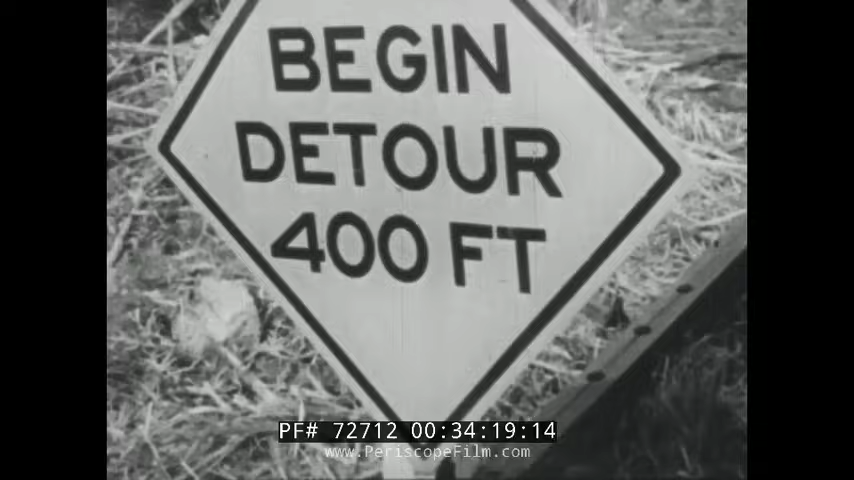 BEGIN
DETOUR
400 FT
PF# 72712 00:34:19:14
www.PeriscopeFilm.com